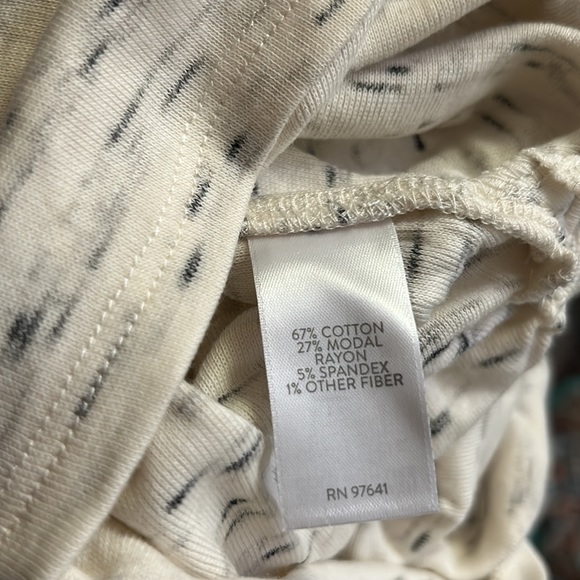 67% COTTON
27% MODAL
RAYON
5% SPANDEX
1% OTHER FIBER
RN 97641